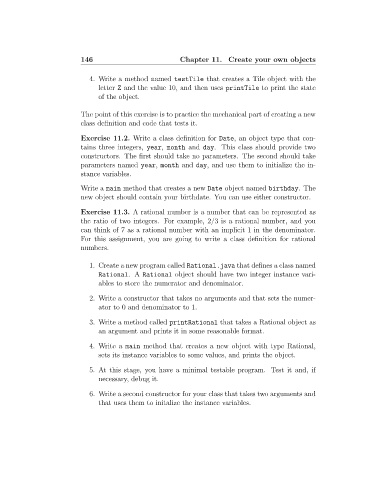 146 Chapter 11. Create your own objects
4. Write a method named testTile that creates a Tile object with the
letter Z and the value 10, and then uses printTile to print the state
of the object.
The point of this exercise is to practice the mechanical part of creating a new
class definition and code that tests it.
Exercise 11.2. Write a class definition for Date, an object type that con-
tains three integers, year, month and day. This class should provide two
constructors. The first should take no parameters. The second should take
parameters named year, month and day, and use them to initialize the in-
stance variables.
Write a main method that creates a new Date object named birthday. The
new object should contain your birthdate. You can use either constructor.
Exercise 11.3. A rational number is a number that can be represented as
the ratio of two integers. For example, 2/3 is a rational number, and you
can think of 7 as a rational number with an implicit 1 in the denominator.
For this assignment, you are going to write a class definition for rational
numbers.
1. Create a new program called Rational.java that defines a class named
Rational. A Rational object should have two integer instance vari-
ables to store the numerator and denominator.
2. Write a constructor that takes no arguments and that sets the numer-
ator to 0 and denominator to 1.
3. Write a method called printRational that takes a Rational object as
an argument and prints it in some reasonable format.
4. Write a main method that creates a new object with type Rational,
sets its instance variables to some values, and prints the object.
5. At this stage, you have a minimal testable program. Test it and, if
necessary, debug it.
6. Write a second constructor for your class that takes two arguments and
that uses them to initalize the instance variables.